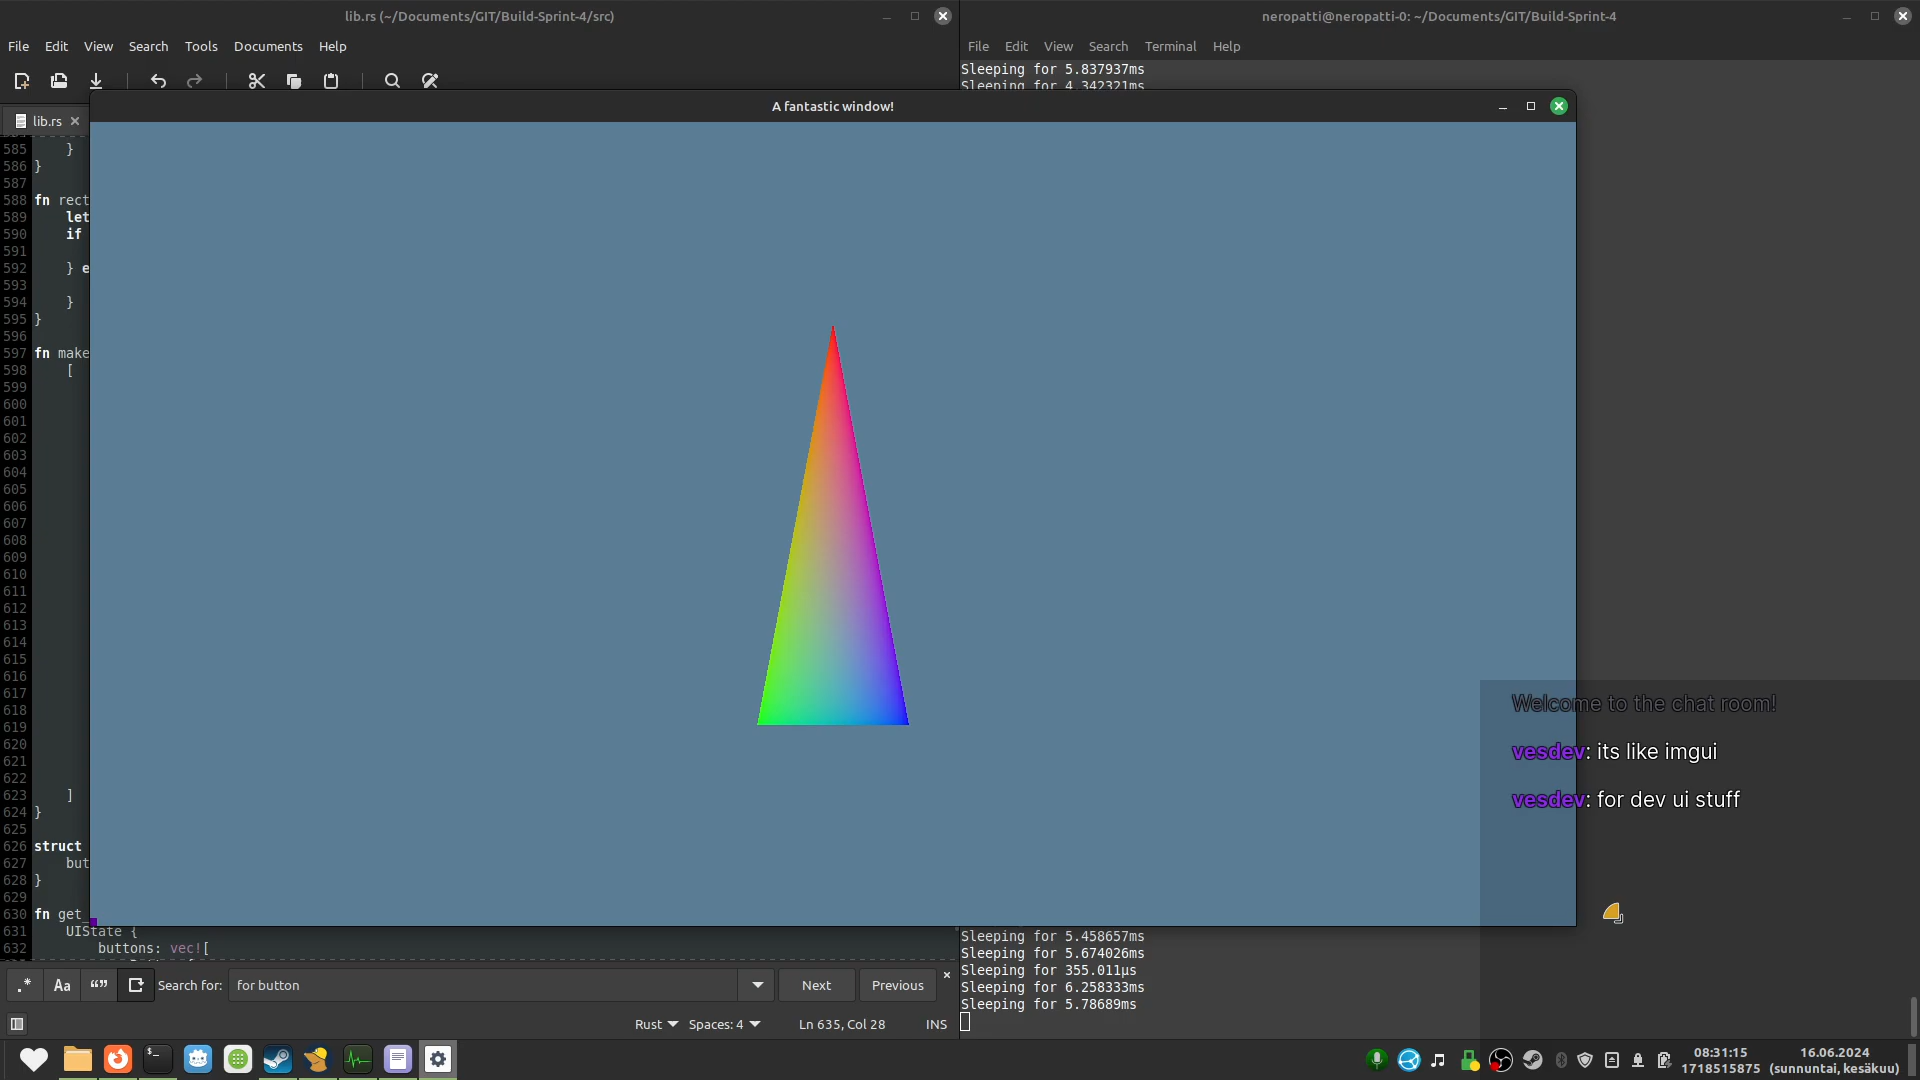 lib.rs (~/Documents/GIT/Build-Sprint-4/src)
File Edit View Search Tools Documents Help
lib.rs
585 }
586 }
587
588 fn rect
589 let
590 if
591
592 } e
593
594 }
595 }
596
597 fn make
598 [
599
600
601
602
603
604
605
606
607
608
609
610
611
612
613
614
615
616
617
618
619
620
621
622
623 ]
624 }
625
626 struct
627 but
628 }
629
630 fn get_
631 UIState {
632 buttons: vec![
.* Aa “” Search for: for button Next Previous
Rust Spaces: 4 Ln 635, Col 28 INS
neropatti@neropatti-0: ~/Documents/GIT/Build-Sprint-4
File Edit View Search Terminal Help
Sleeping for 5.837937ms
Sleeping for 4.342321ms
A fantastic window!
Sleeping for 5.458657ms
Sleeping for 5.674026ms
Sleeping for 355.011µs
Sleeping for 6.258333ms
Sleeping for 5.78689ms
Welcome to the chat room!
vesdev: its like imgui
vesdev: for dev ui stuff
08:31:15
1718515875
16.06.2024
(sunnuntai, kesäkuu)